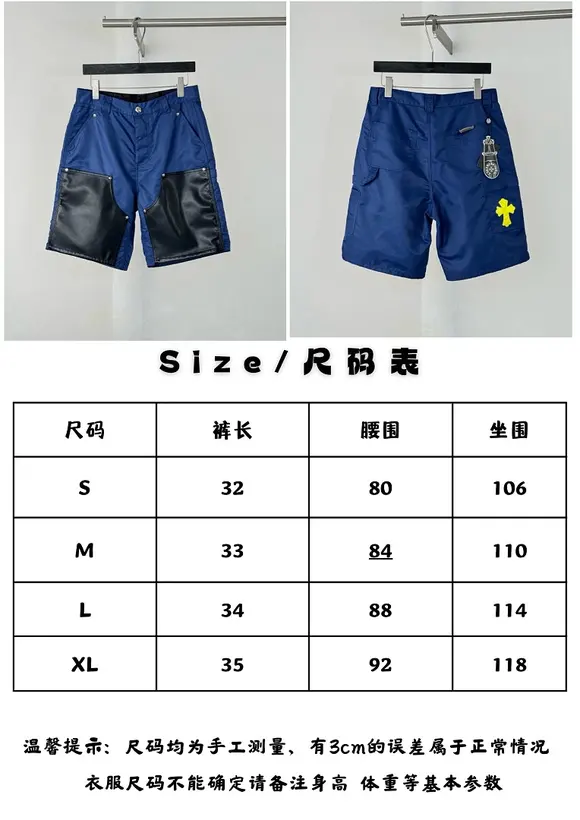 Size/尺码表
尺码 裤长 腰围 坐围
S 32 80 106
M 33 84 110
L 34 88 114
XL 35 92 118
温馨提示：尺码均为手工测量、有3cm的误差属于正常情况
衣服尺码不能确定请备注身高 体重等基本参数